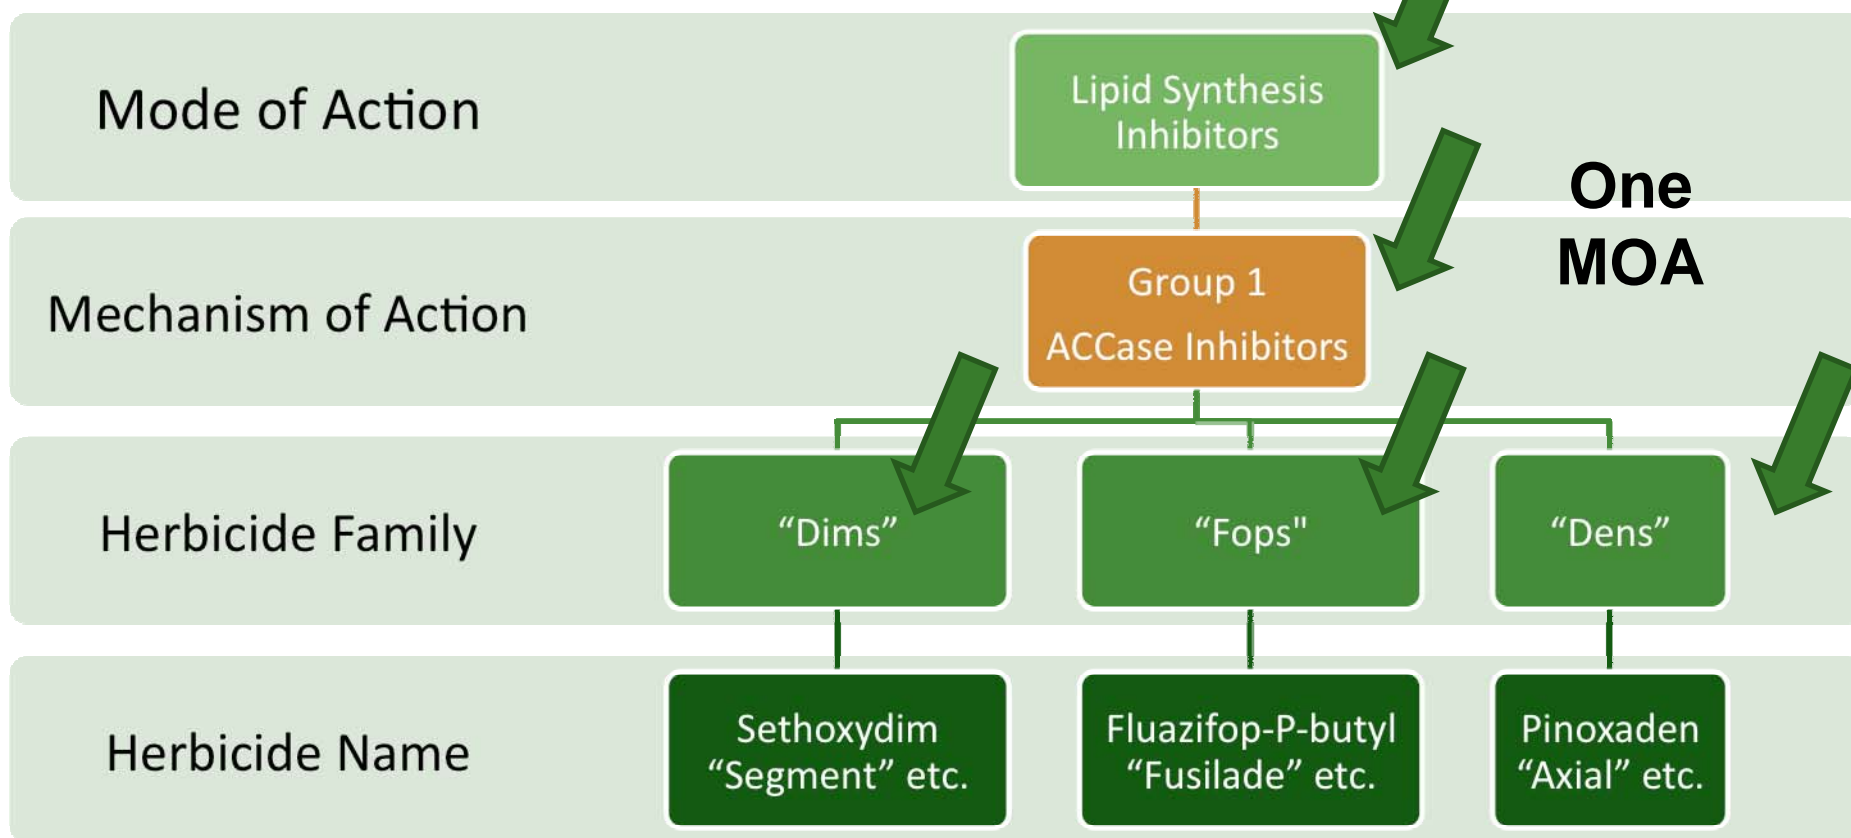 Mode of Action
Lipid Synthesis
Inhibitors
One
MOA
Mechanism of Action
Group 1
ACCase Inhibitors
Herbicide Family
“Dims”
“Fops"
“Dens”
Herbicide Name
Sethoxydim
“Segment” etc.
Fluazifop-P-butyl
“Fusilade” etc.
Pinoxaden
“Axial” etc.